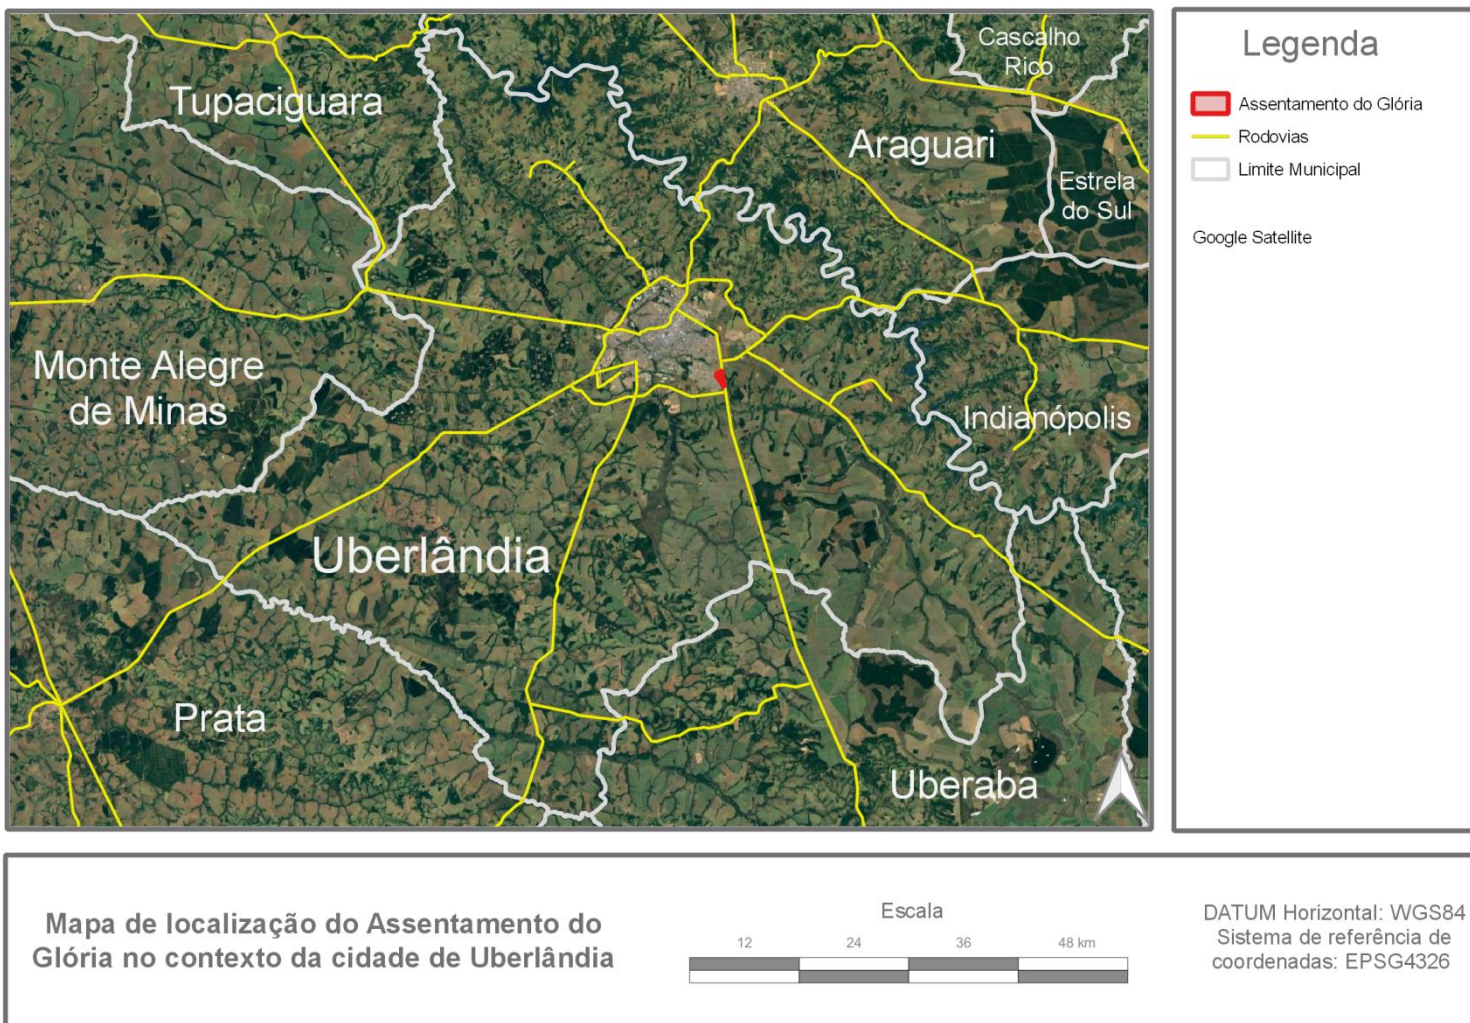 Cascalho
Rico
Tupaciguara
Araguari
Estrela
do Sul
Monte Alegre
de Minas
Indianópolis
Uberlândia
Prata
Uberaba
Legenda
Assentamento do Glória
Rodovias
Limite Municipal
Google Satellite
Mapa de localização do Assentamento do
Glória no contexto da cidade de Uberlândia
Escala
12 24 36 48 km
DATUM Horizontal: WGS84
Sistema de referência de
coordenadas: EPSG4326